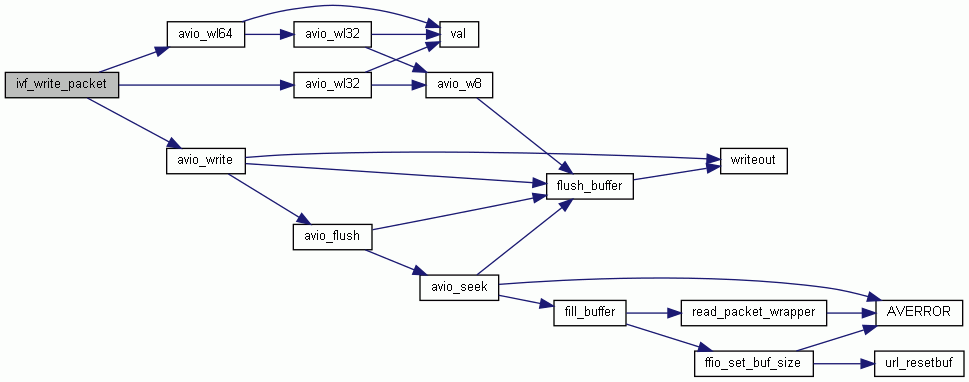 avio_wl64
avio_wl32
val
ivf_write_packet
avio_wl32
avio_w8
avio_write
writeout
flush_buffer
avio_flush
avio_seek
fill_buffer
read_packet_wrapper
AVERROR
ffio_set_buf_size
url_resetbuf